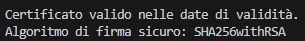 Certificato valido nelle date di validità.
Algoritmo di firma sicuro: SHA256withRSA